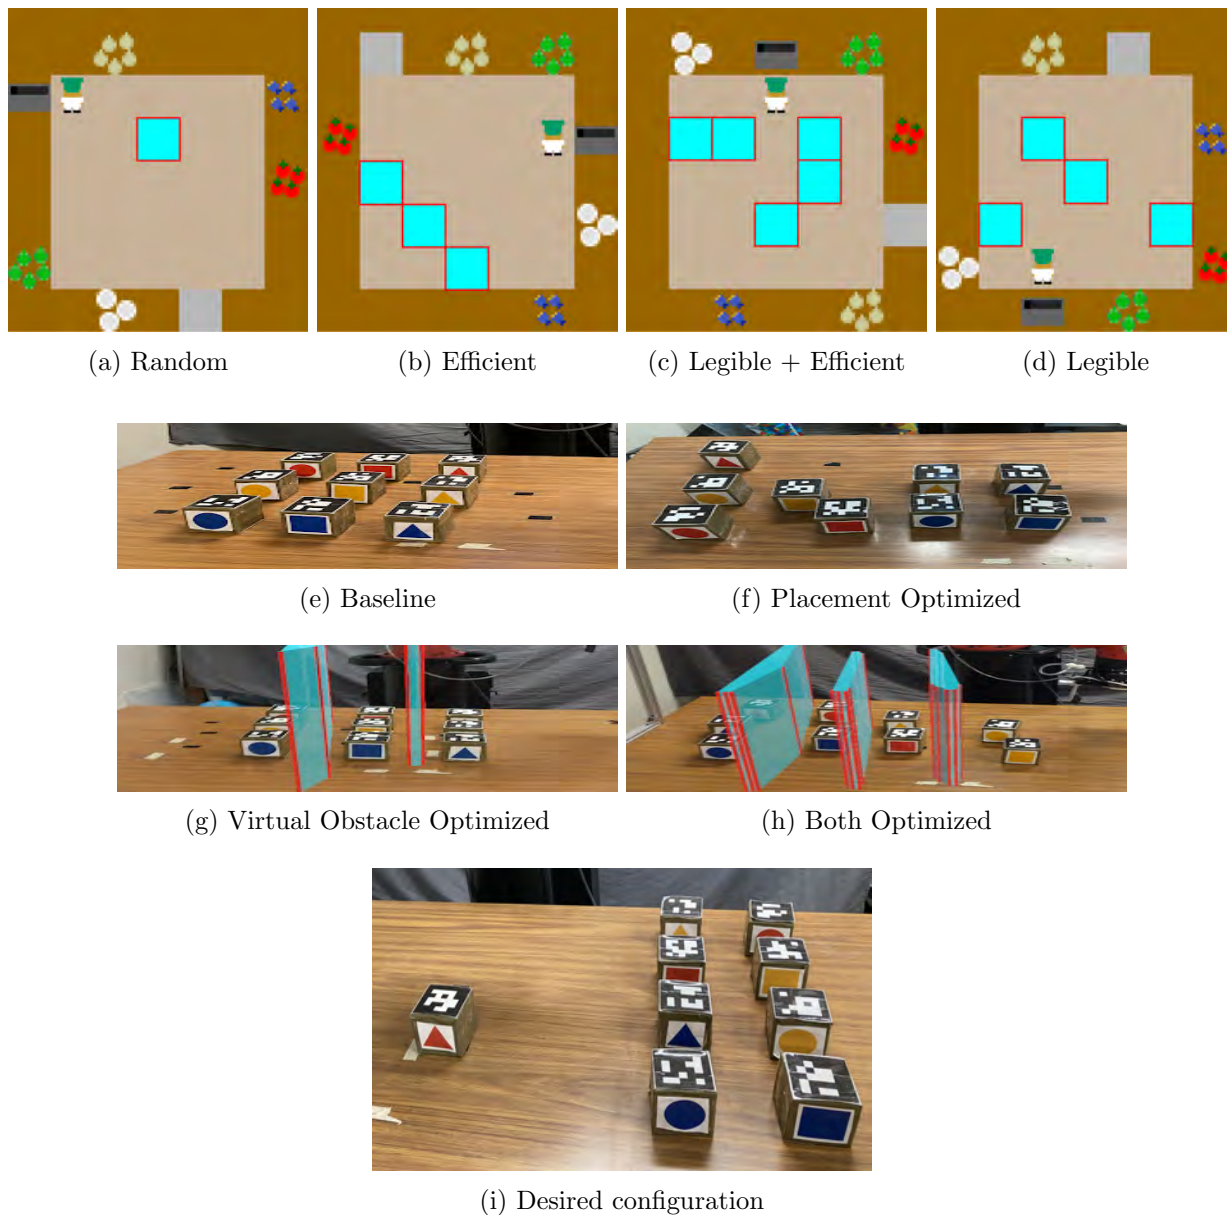 (a) Random
(b) Efficient
(c) Legible + Efficient
(d) Legible
(e) Baseline
(f) Placement Optimized
(g) Virtual Obstacle Optimized
(h) Both Optimized
(i) Desired configuration